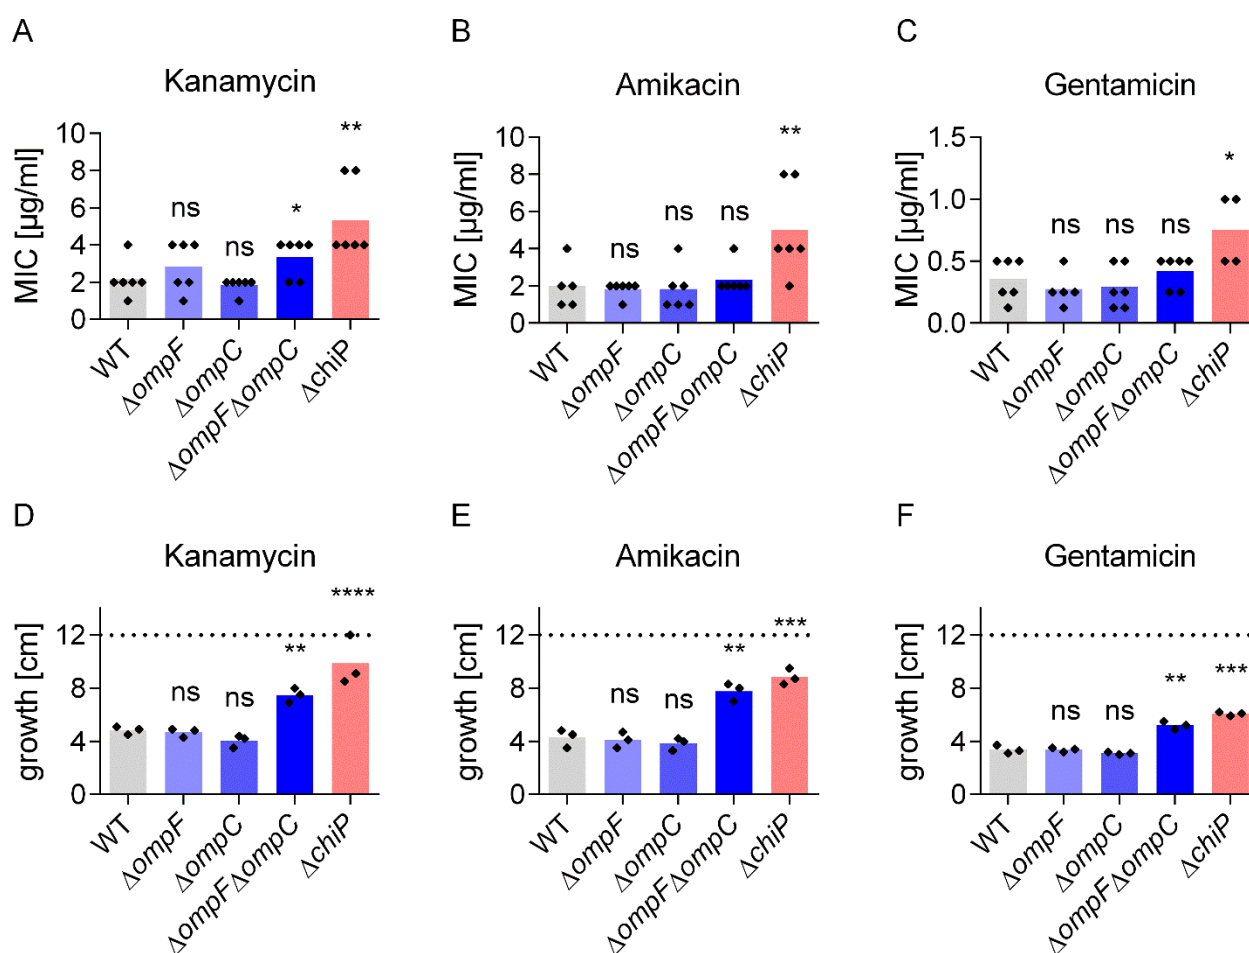 A
B
C
Kanamycin
Amikacin
Gentamicin
MIC [µg/ml]
10
8
6
4
2
0
ns
ns
*
**
WT
ΔompF
ΔompC
ΔompFΔompC
ΔchiP
MIC [µg/ml]
10
8
6
4
2
0
ns
ns
ns
**
WT
ΔompF
ΔompC
ΔompFΔompC
ΔchiP
MIC [µg/ml]
1.5
1.0
0.5
0.0
ns
ns
ns
*
WT
ΔompF
ΔompC
ΔompFΔompC
ΔchiP
D
E
F
Kanamycin
Amikacin
Gentamicin
growth [cm]
12
8
4
0
ns
ns
**
****
WT
ΔompF
ΔompC
ΔompFΔompC
ΔchiP
growth [cm]
12
8
4
0
ns
ns
**
***
WT
ΔompF
ΔompC
ΔompFΔompC
ΔchiP
growth [cm]
12
8
4
0
ns
ns
**
***
WT
ΔompF
ΔompC
ΔompFΔompC
ΔchiP